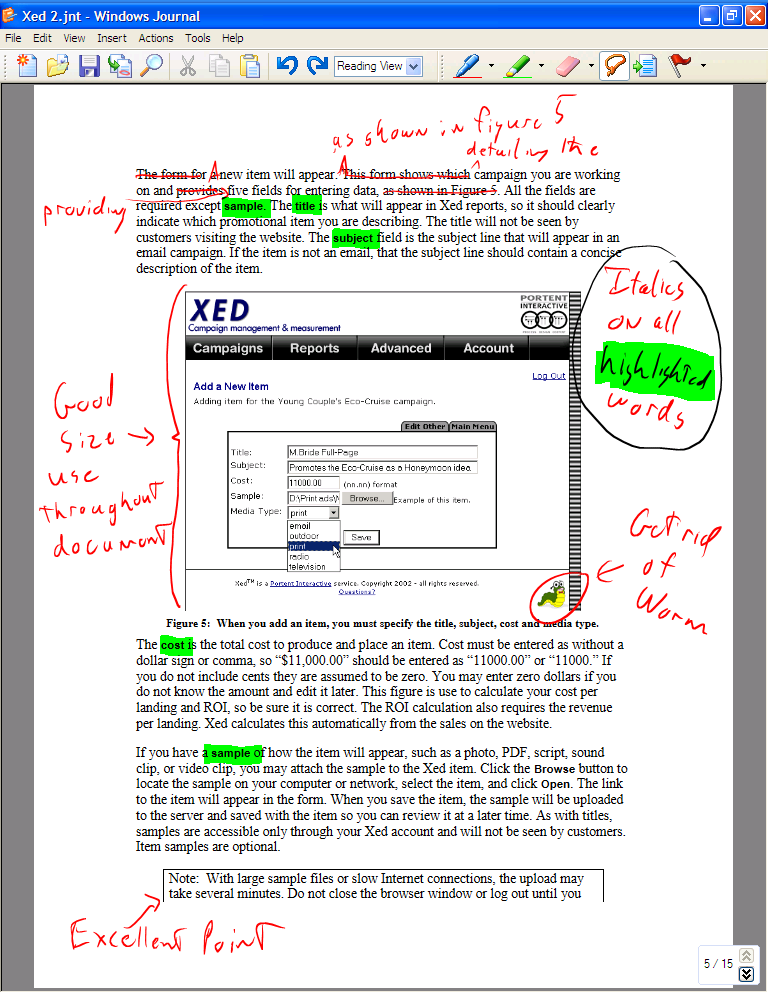 Xed 2.jnt - Windows Journal
File Edit View Insert Actions Tools Help
Reading View
as shown in figure 5
detailing the
The form for A new item will appear. A This form shows which campaign you are working
on and provides five fields for entering data, as shown in Figure 5. All the fields are
providing
required except sample. The title is what will appear in Xed reports, so it should clearly
indicate which promotional item you are describing. The title will not be seen by
customers visiting the website. The subject field is the subject line that will appear in an
email campaign. If the item is not an email, that the subject line should contain a concise
description of the item.
Italics
on all
highlighted
words
XED
Campaign management & measurement
PORTENT
INTERACTIVE
Campaigns Reports Advanced Account
Log Out
Add a New Item
Adding item for the Young Couple's Eco-Cruise campaign.
Good
size
use
throughout
document
Edit Other Main Menu
Title: M.Bride Full-Page
Subject: Promotes the Eco-Cruise as a Honeymoon idea
Cost: 11000.00 (nn.nn) format
Sample: D:\Print ads\ Browse... Example of this item.
Media Type: print
email
outdoor
print
radio
television
Save
Get rid
of
Worm
Xed™ is a Portent Interactive service. Copyright 2002 - all rights reserved.
Questions?
Figure 5: When you add an item, you must specify the title, subject, cost and media type.
The cost is the total cost to produce and place an item. Cost must be entered as without a
dollar sign or comma, so “$11,000.00” should be entered as “11000.00” or “11000.” If
you do not include cents they are assumed to be zero. You may enter zero dollars if you
do not know the amount and edit it later. This figure is use to calculate your cost per
landing and ROI, so be sure it is correct. The ROI calculation also requires the revenue
per landing. Xed calculates this automatically from the sales on the website.
If you have a sample of how the item will appear, such as a photo, PDF, script, sound
clip, or video clip, you may attach the sample to the Xed item. Click the Browse button to
locate the sample on your computer or network, select the item, and click Open. The link
to the item will appear in the form. When you save the item, the sample will be uploaded
to the server and saved with the item so you can review it at a later time. As with titles,
samples are accessible only through your Xed account and will not be seen by customers.
Item samples are optional.
Note: With large sample files or slow Internet connections, the upload may
take several minutes. Do not close the browser window or log out until you
Excellent Point
5 / 15